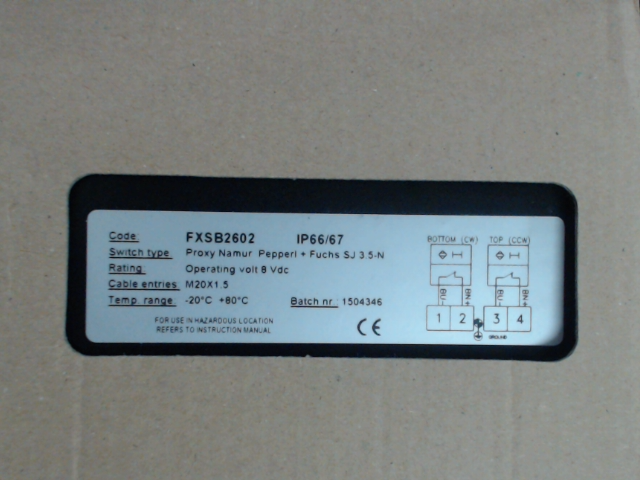 Code: FXSB2602 IP66/67
Switch type: Proxy Namur Pepperl + Fuchs SJ 3.5-N
Rating: Operating volt 8 Vdc
Cable entries: M20X1.5
Temp. range: -20°C +80°C Batch nr: 1504346
FOR USE IN HAZARDOUS LOCATION
REFERS TO INSTRUCTION MANUAL
CE
BOTTOM (CW) TOP (CCW)
BU- BN+ BU- BN+
1 2 3 4
GROUND